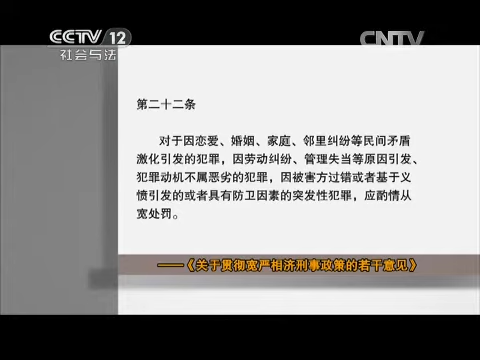 CCTV 12
社会与法
CNTV
第二十二条
对于因恋爱、婚姻、家庭、邻里纠纷等民间矛盾
激化引发的犯罪，因劳动纠纷、管理失当等原因引发、
犯罪动机不属恶劣的犯罪，因被害方过错或者基于义
愤引发的或者具有防卫因素的突发性犯罪，应酌情从
宽处罚。
——《关于贯彻宽严相济刑事政策的若干意见》